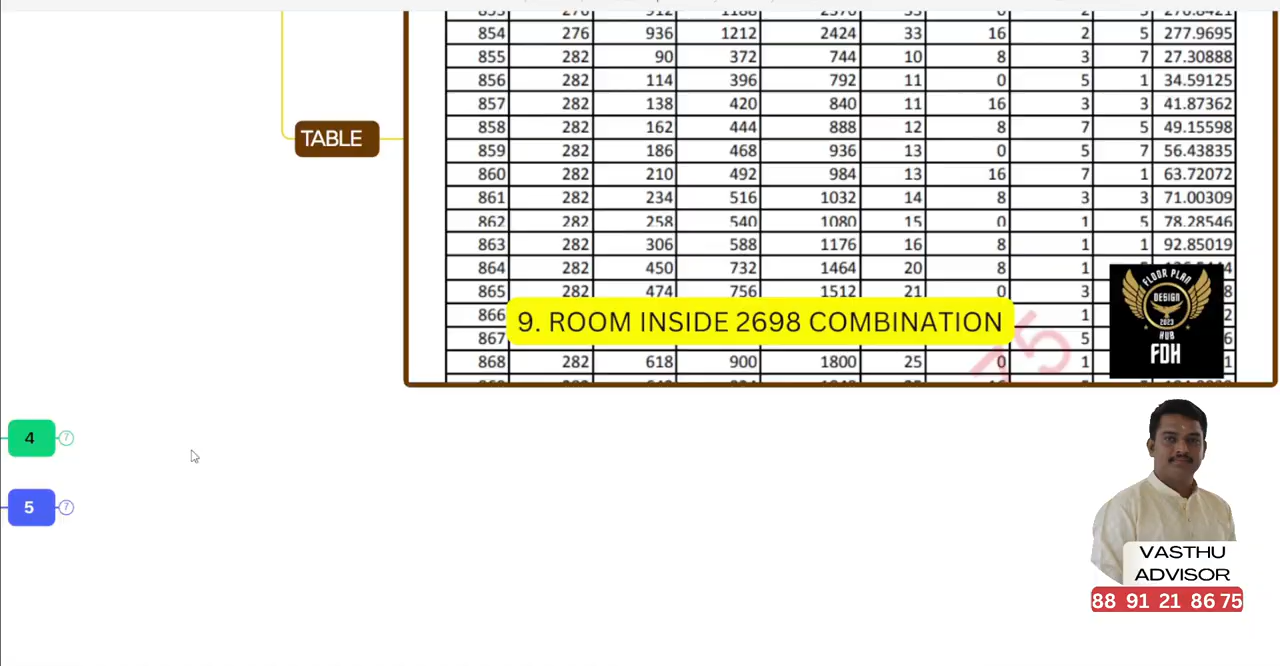 854 276 936 1212 2424 33 16 2 5 277.9695
855 282 90 372 744 10 8 3 7 27.30888
856 282 114 396 792 11 0 5 1 34.59125
857 282 138 420 840 11 16 3 3 41.87362
858 282 162 444 888 12 8 7 5 49.15598
TABLE
859 282 186 468 936 13 0 5 7 56.43835
860 282 210 492 984 13 16 7 1 63.72072
861 282 234 516 1032 14 8 3 3 71.00309
862 282 258 540 1080 15 0 1 5 78.28546
863 282 306 588 1176 16 8 1 1 92.85019
864 282 450 732 1464 20 8 1
865 282 474 756 1512 21 0 3 8
866 1 2
9. ROOM INSIDE 2698 COMBINATION
867 5 6
868 282 618 900 1800 25 0 1 1
FLOOR PLAN
DESIGN
2023
HUB
FDH
75
4 ?
5 ?
VASTHU
ADVISOR
88 91 21 86 75